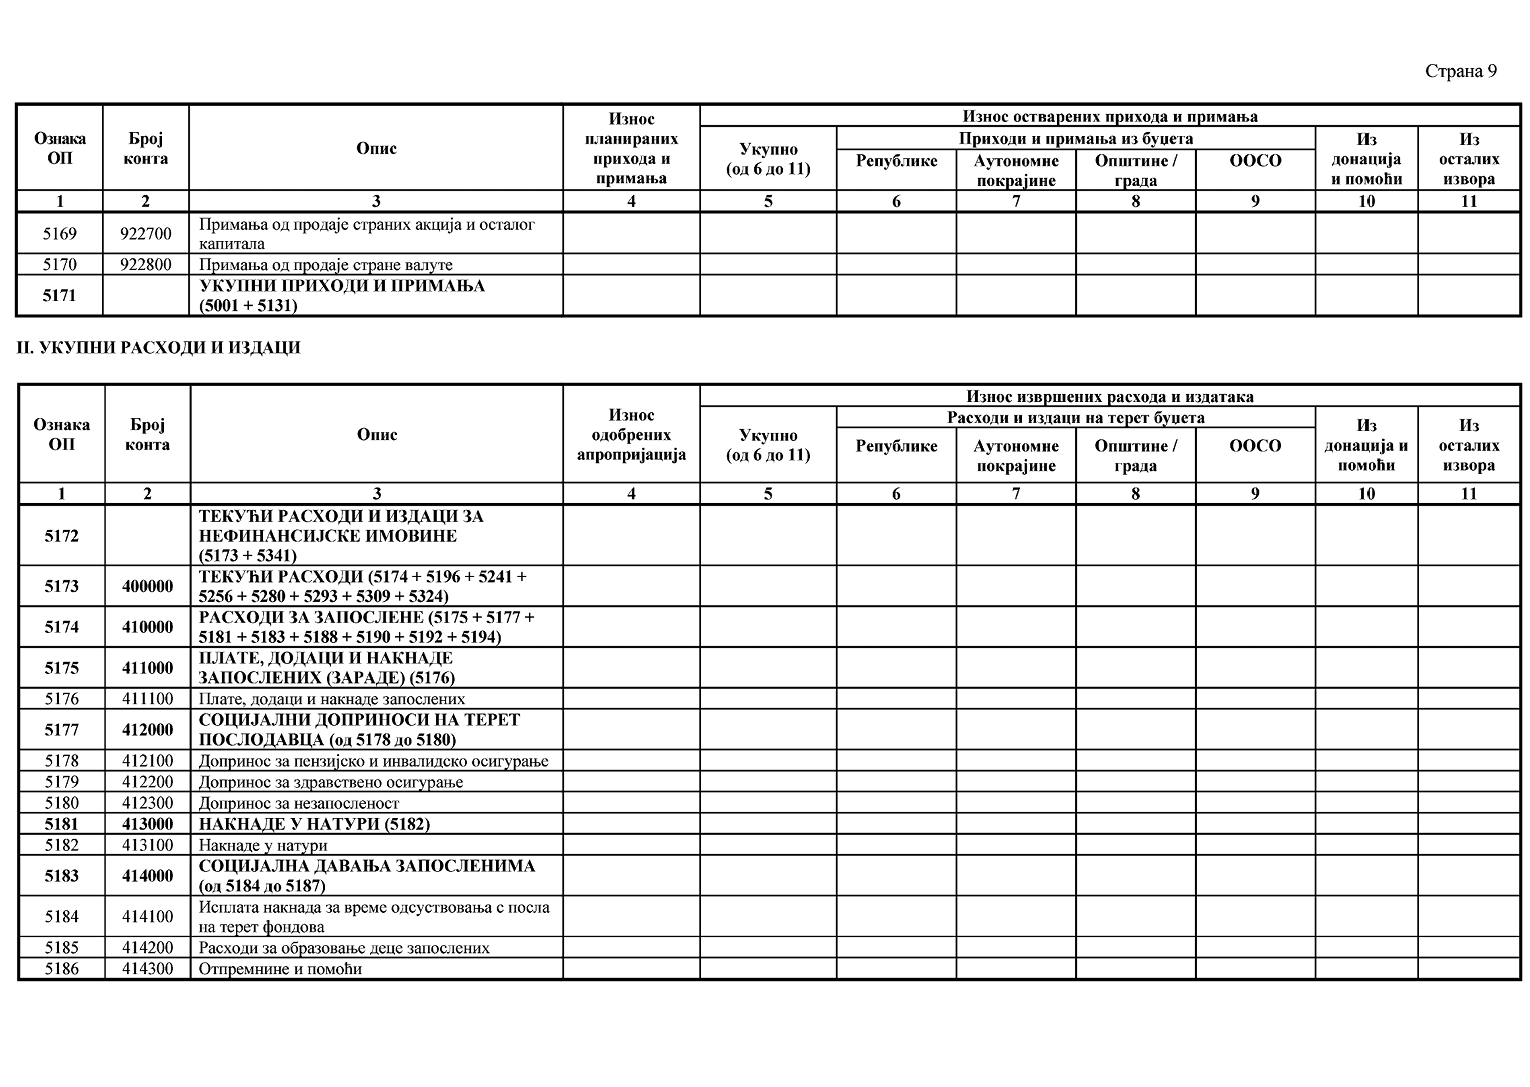 Страна 9
Ознака ОП
Број конта
Опис
Износ планираних прихода и примања
Износ остварених прихода и примања
Укупно (од 6 до 11)
Приходи и примања из буџета
Републике
Аутономне покрајине
Општине / града
ООСО
Из донација и помоћи
Из осталих извора
1 2 3 4 5 6 7 8 9 10 11
5169 922700 Примања од продаје страних акција и осталог
капитала
5170 922800 Примања од продаје стране валуте
5171 УКУПНИ ПРИХОДИ И ПРИМАЊА
(5001 + 5131)
II. УКУПНИ РАСХОДИ И ИЗДАЦИ
Ознака ОП
Број конта
Опис
Износ одобрених апропријација
Износ извршених расхода и издатака
Укупно (од 6 до 11)
Расходи и издаци на терет буџета
Републике
Аутономне покрајине
Општине / града
ООСО
Из донација и помоћи
Из осталих извора
1 2 3 4 5 6 7 8 9 10 11
5172 ТЕКУЋИ РАСХОДИ И ИЗДАЦИ ЗА
НЕФИНАНСИЈСКЕ ИМОВИНЕ
(5173 + 5341)
5173 400000 ТЕКУЋИ РАСХОДИ (5174 + 5196 + 5241 +
5256 + 5280 + 5293 + 5309 + 5324)
5174 410000 РАСХОДИ ЗА ЗАПОСЛЕНЕ (5175 + 5177 +
5181 + 5183 + 5188 + 5190 + 5192 + 5194)
5175 411000 ПЛАТЕ, ДОДАЦИ И НАКНАДЕ
ЗАПОСЛЕНИХ (ЗАРАДЕ) (5176)
5176 411100 Плате, додаци и накнаде запослених
5177 412000 СОЦИЈАЛНИ ДОПРИНОСИ НА ТЕРЕТ
ПОСЛОДАВЦА (од 5178 до 5180)
5178 412100 Допринос за пензијско и инвалидско осигурање
5179 412200 Допринос за здравствено осигурање
5180 412300 Допринос за незапосленост
5181 413000 НАКНАДЕ У НАТУРИ (5182)
5182 413100 Накнаде у натури
5183 414000 СОЦИЈАЛНА ДАВАЊА ЗАПОСЛЕНИМА
(од 5184 до 5187)
5184 414100 Исплата накнада за време одсуствовања с посла
на терет фондова
5185 414200 Расходи за образовање деце запослених
5186 414300 Отпремнине и помоћи